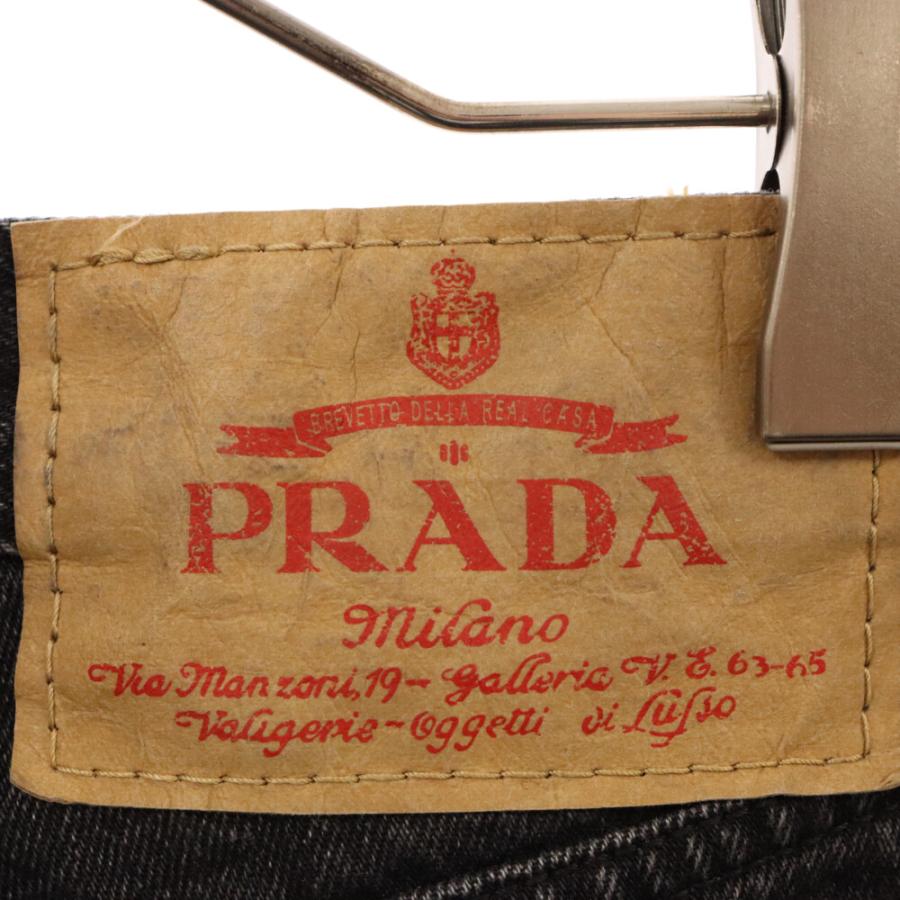 BREVETTO DELLA REAL CASA
PRADA
Milano
Via Manzoni, 19 - Galleria V. E. 63-65
Valigerie - Oggetti di Lusso